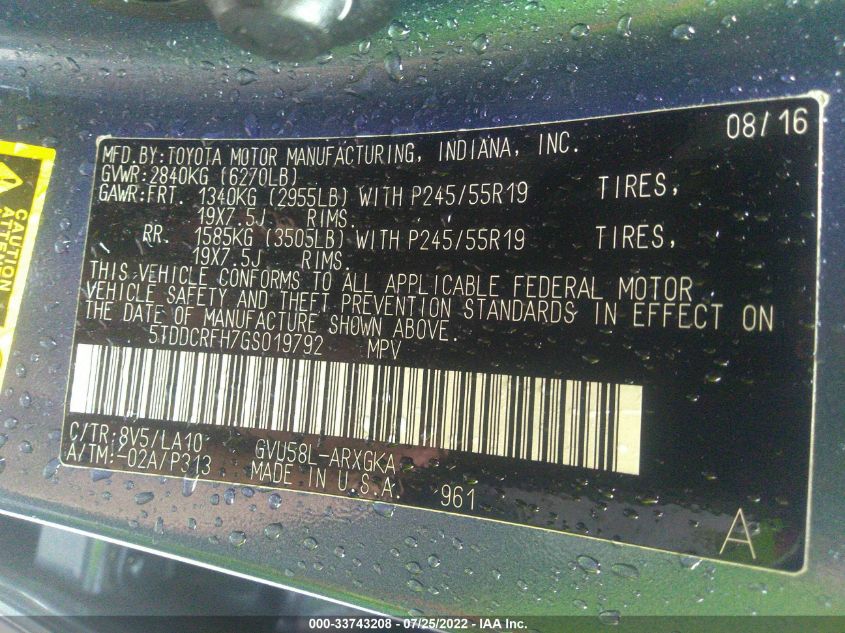 08/16
MFD.BY:TOYOTA MOTOR MANUFACTURING, INDIANA, INC.
GVWR:2840KG (6270LB)
GAWR:FRT. 1340KG (2955LB) WITH P245/55R19 TIRES,
19X7.5J RIMS.
RR. 1585KG (3505LB) WITH P245/55R19 TIRES,
19X7.5J RIMS.
THIS VEHICLE CONFORMS TO ALL APPLICABLE FEDERAL MOTOR
VEHICLE SAFETY AND THEFT PREVENTION STANDARDS IN EFFECT ON
THE DATE OF MANUFACTURE SHOWN ABOVE.
5TDDCRFH7GS019792 MPV
C/TR:8V5/LA10 GVU58L-ARXGKA
A/TM:-02A/P313 MADE IN U.S.A. 961
A
CAUTION
000-33743208 - 07/25/2022 - IAA Inc.